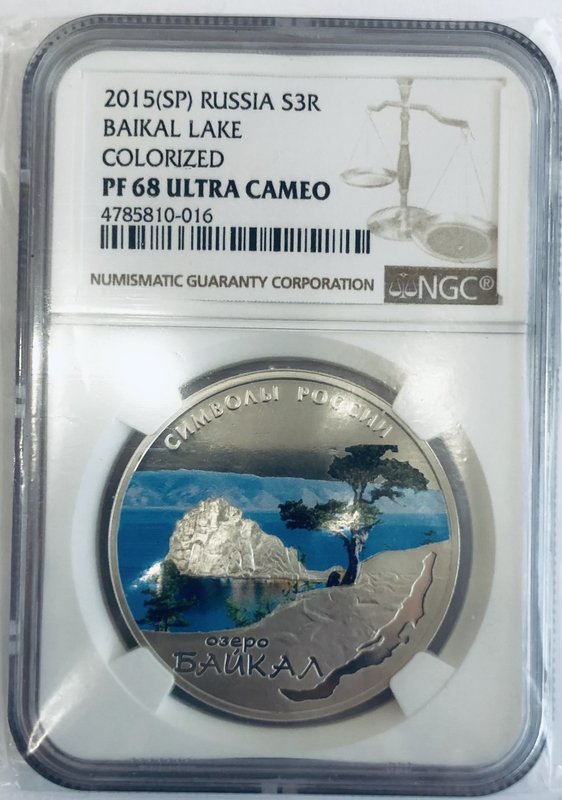 2015(SP) RUSSIA S3R
BAIKAL LAKE
COLORIZED
PF 68 ULTRA CAMEO
4785810-016
NUMISMATIC GUARANTY CORPORATION
NGC®
СИМВОЛЫ РОССИИ
озеро
БАЙКАЛ